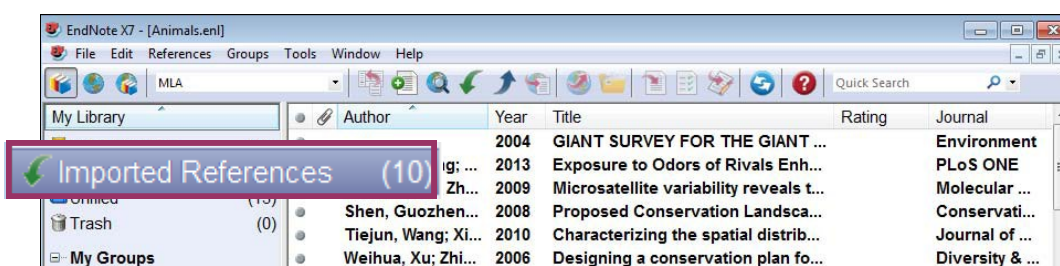 EndNote X7 - [Animals.enl]
File Edit References Groups Tools Window Help
MLA
Quick Search
My Library
Author Year Title Rating Journal
2004 GIANT SURVEY FOR THE GIANT ... Environment
Imported References (10)
ng; ... 2013 Exposure to Odors of Rivals Enh... PLoS ONE
Zh... 2009 Microsatellite variability reveals t... Molecular ...
Unfiled
Shen, Guozhen... 2008 Proposed Conservation Landsca... Conservati...
Trash (0)
Tiejun, Wang; Xi... 2010 Characterizing the spatial distrib... Journal of ...
My Groups
Weihua, Xu; Zhi... 2006 Designing a conservation plan fo... Diversity & ...